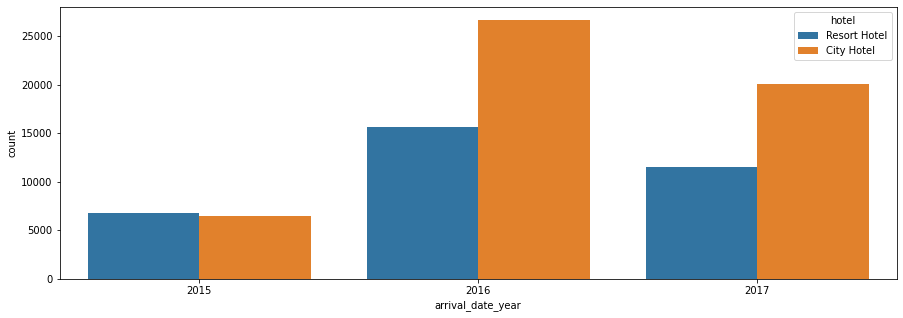 hotel
Resort Hotel
City Hotel
count
25000
20000
15000
10000
5000
0
2015
2016
2017
arrival_date_year